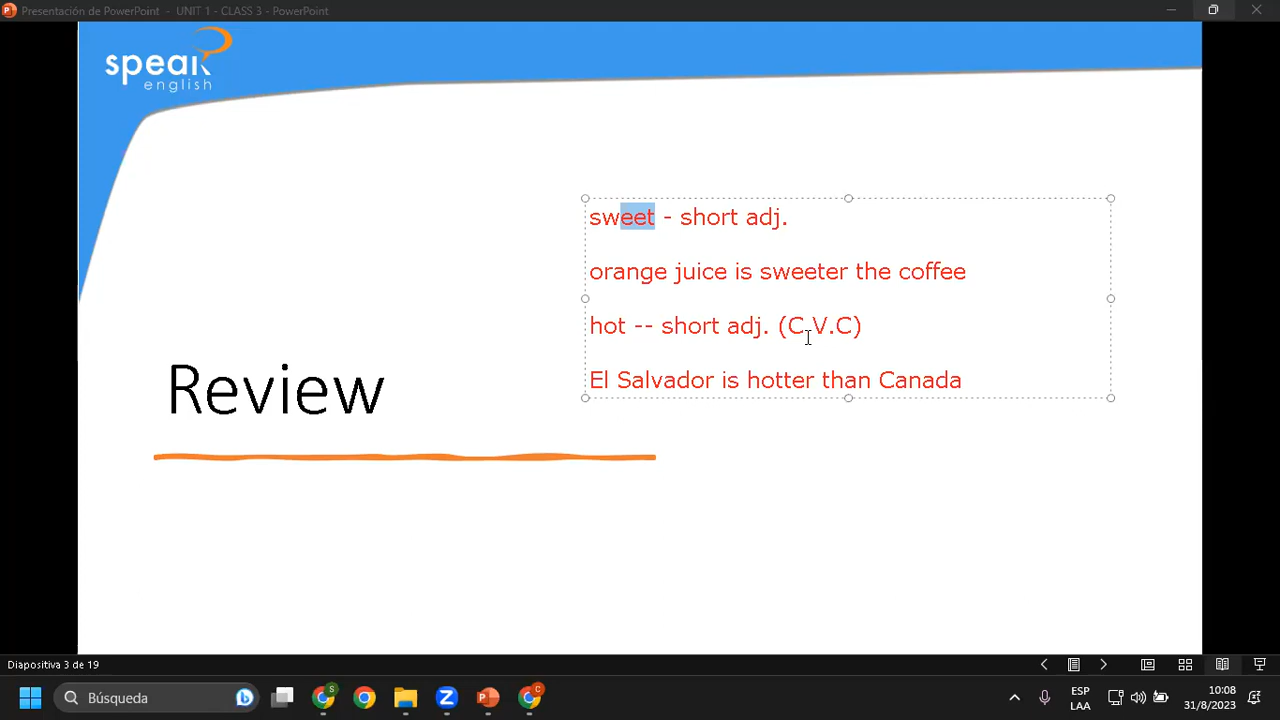 Presentación de PowerPoint - UNIT 1 - CLASS 3 - PowerPoint
speak
english
sweet - short adj.
orange juice is sweeter the coffee
hot -- short adj. (C.V.C)
El Salvador is hotter than Canada
Review
Diapositiva 3 de 19
Búsqueda
S
C
ESP
LAA
10:08
31/8/2023